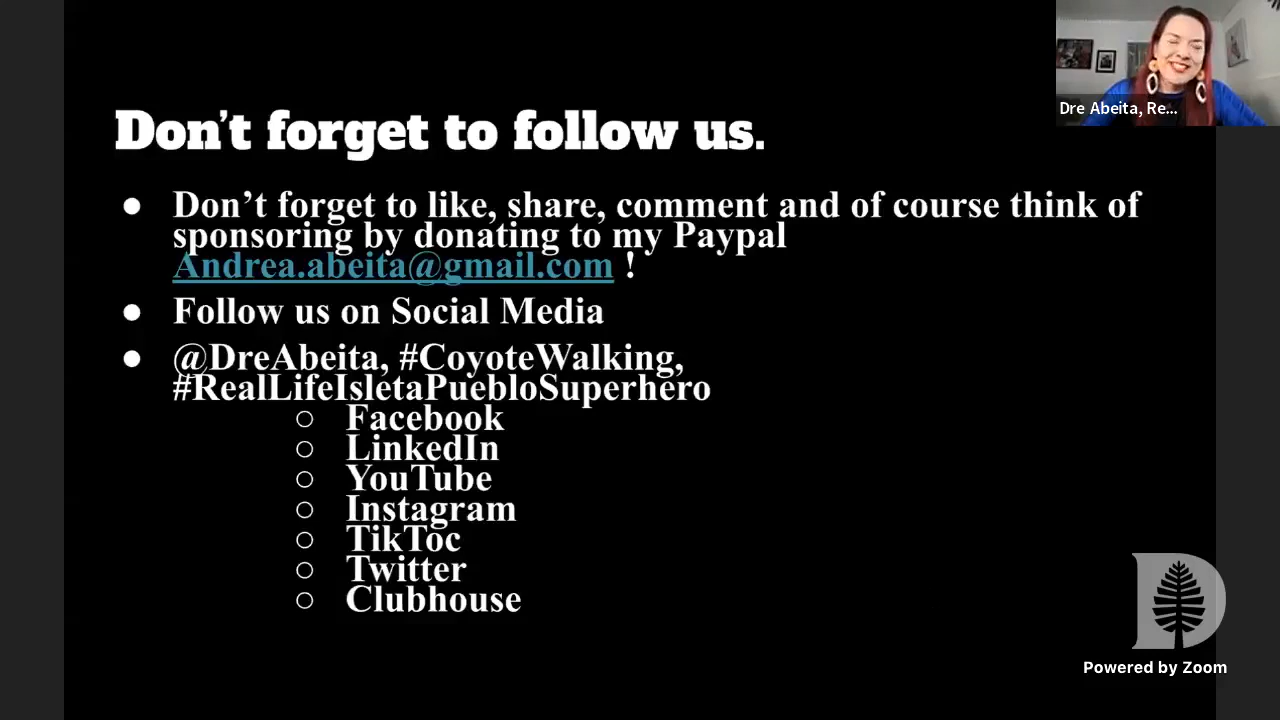 Dre Abeita, Re...
Don't forget to follow us.
● Don't forget to like, share, comment and of course think of
sponsoring by donating to my Paypal
Andrea.abeita@gmail.com !
● Follow us on Social Media
● @DreAbeita, #CoyoteWalking,
#RealLifeIsletaPuebloSuperhero
○ Facebook
○ LinkedIn
○ YouTube
○ Instagram
○ TikToc
○ Twitter
○ Clubhouse
D
Powered by Zoom